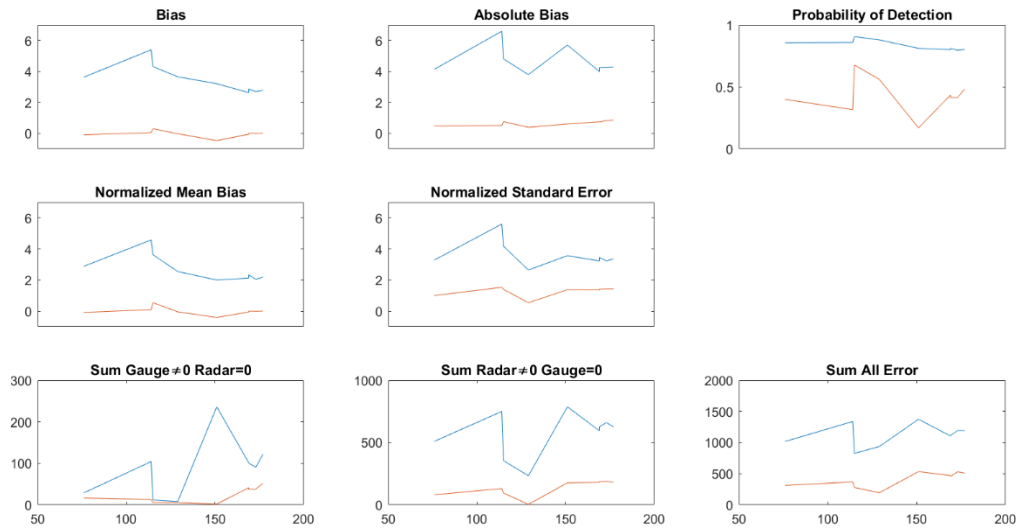 Bias
Absolute Bias
Probability of Detection
6
4
2
0
6
4
2
0
1
0.5
0
Normalized Mean Bias
Normalized Standard Error
6
4
2
0
6
4
2
0
Sum Gauge≠0 Radar=0
Sum Radar≠0 Gauge=0
Sum All Error
300
200
100
0
1000
500
0
2000
1500
1000
500
0
50 100 150 200
50 100 150 200
50 100 150 200